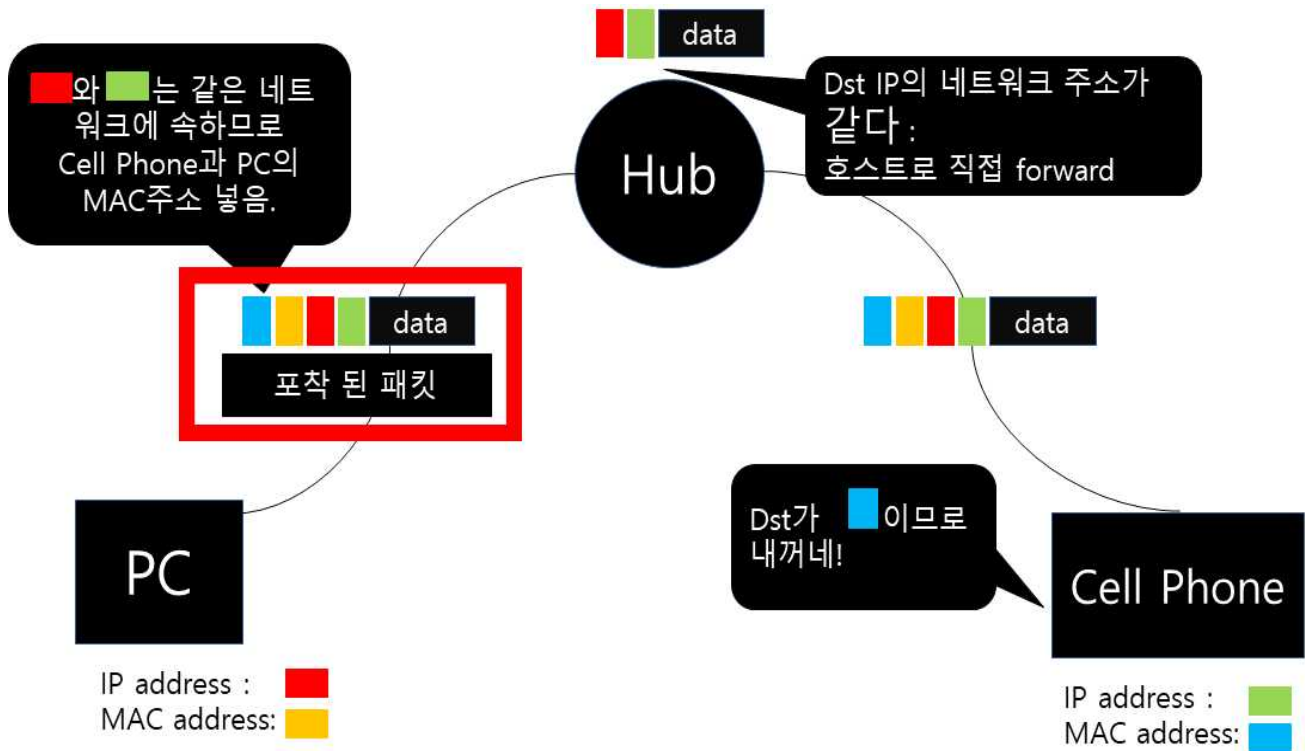 data
와 는 같은 네트
워크에 속하므로
Cell Phone과 PC의
MAC주소 넣음.
Dst IP의 네트워크 주소가
같다 :
호스트로 직접 forward
Hub
data
포착 된 패킷
data
Dst가 이므로
내꺼네!
PC
Cell Phone
IP address :
MAC address:
IP address :
MAC address: